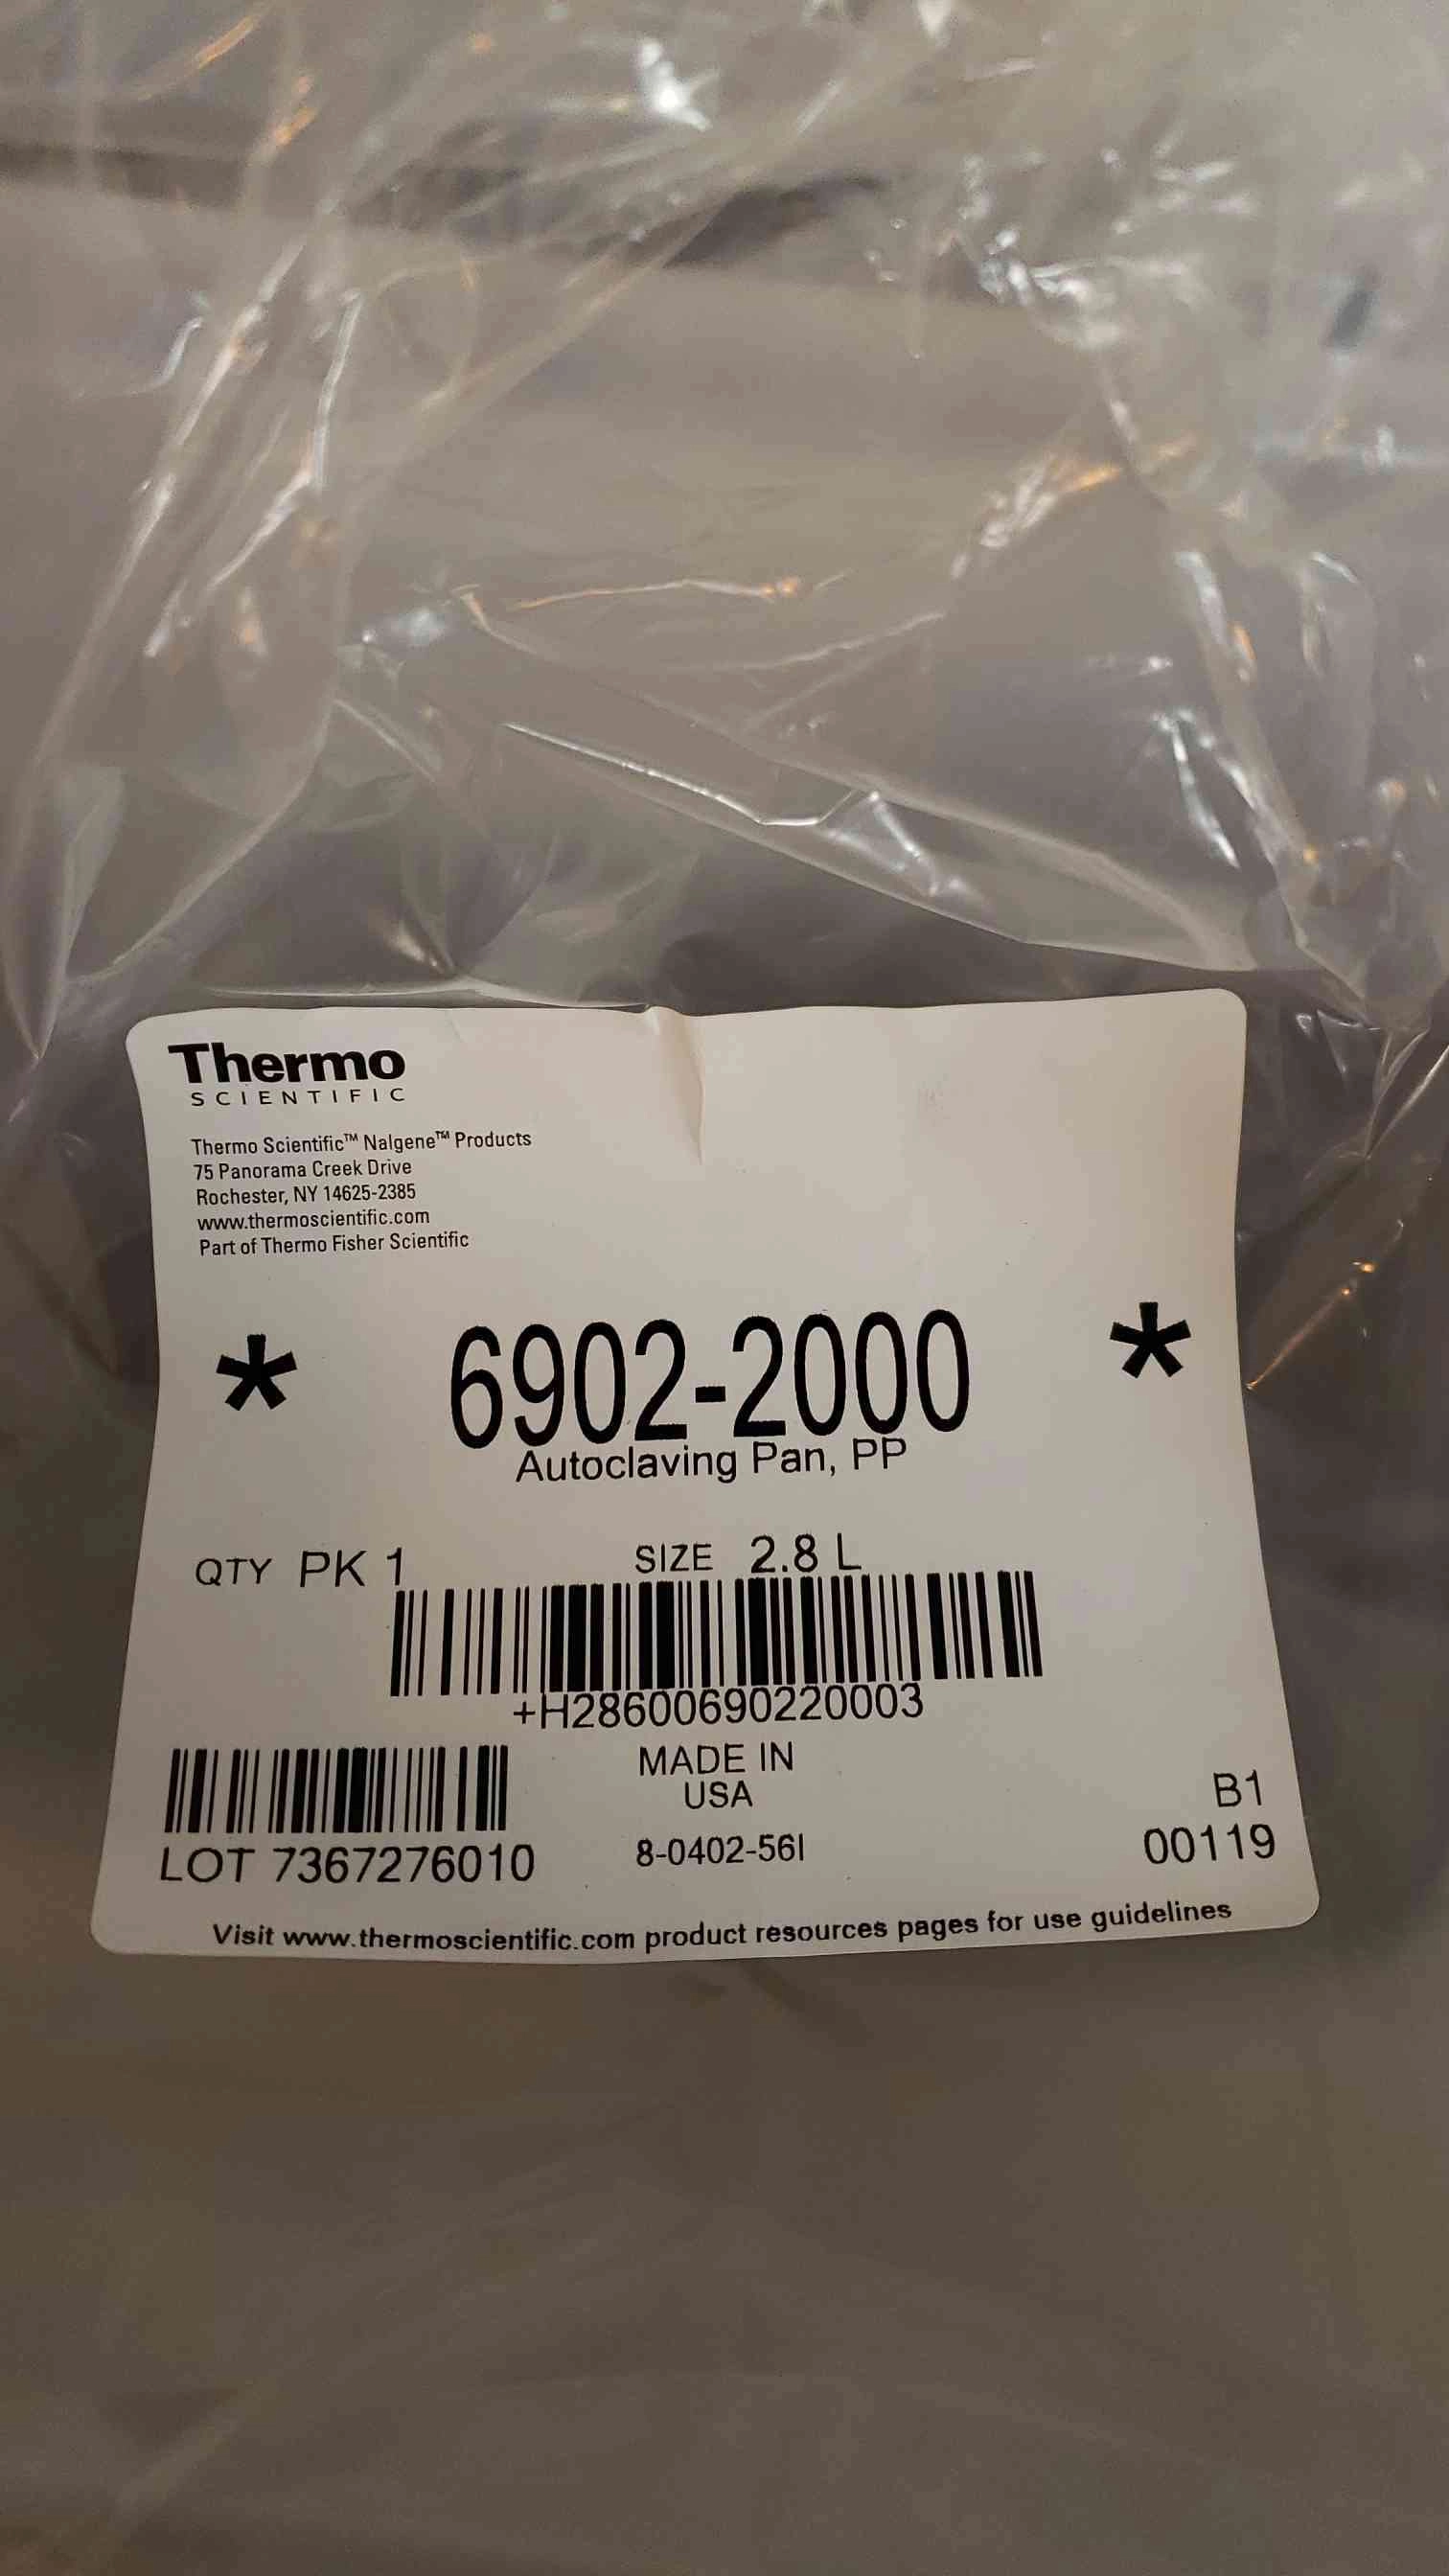 Thermo
SCIENTIFIC
Thermo Scientific™ Nalgene™ Products
75 Panorama Creek Drive
Rochester, NY 14625-2385
www.thermoscientific.com
Part of Thermo Fisher Scientific
* 6902-2000 *
Autoclaving Pan, PP
QTY PK 1 SIZE 2.8 L
+H28600690220003
MADE IN
USA
B1
LOT 7367276010 8-0402-56I 00119
Visit www.thermoscientific.com product resources pages for use guidelines